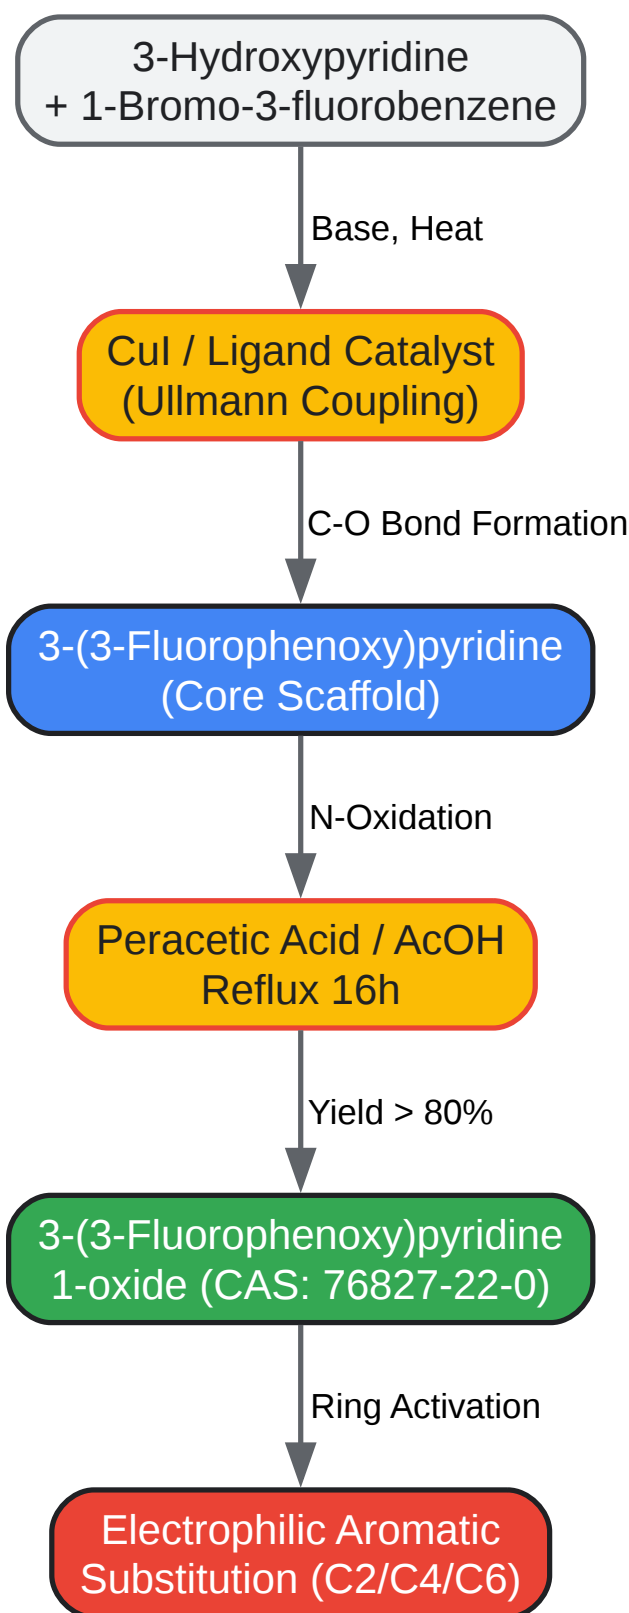 3-Hydroxypyridine
+ 1-Bromo-3-fluorobenzene
Base, Heat
CuI / Ligand Catalyst
(Ullmann Coupling)
C-O Bond Formation
3-(3-Fluorophenoxy)pyridine
(Core Scaffold)
N-Oxidation
Peracetic Acid / AcOH
Reflux 16h
Yield > 80%
3-(3-Fluorophenoxy)pyridine
1-oxide (CAS: 76827-22-0)
Ring Activation
Electrophilic Aromatic
Substitution (C2/C4/C6)